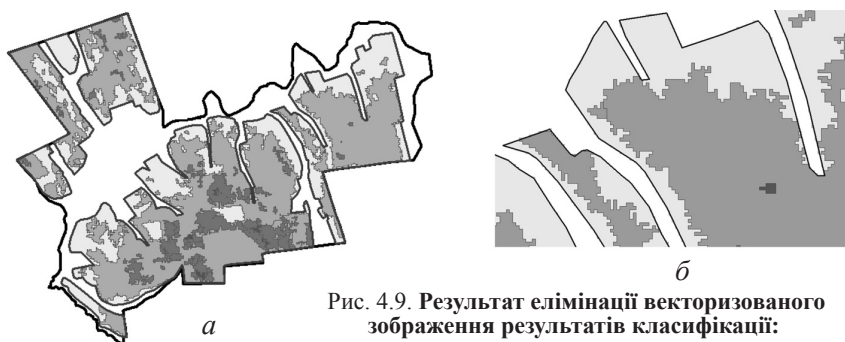 а
б
Рис. 4.9. Результат елімінації векторизованого
зображення результатів класифікації: